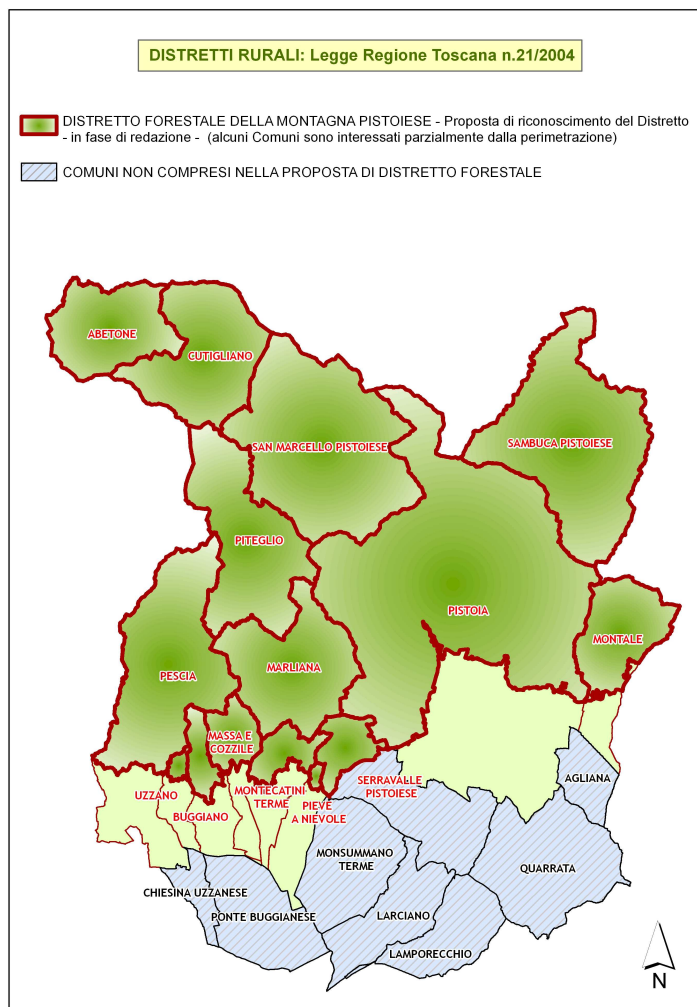 DISTRETTI RURALI: Legge Regione Toscana n.21/2004
DISTRETTO FORESTALE DELLA MONTAGNA PISTOIESE - Proposta di riconoscimento del Distretto
- in fase di redazione - (alcuni Comuni sono interessati parzialmente dalla perimetrazione)
COMUNI NON COMPRESI NELLA PROPOSTA DI DISTRETTO FORESTALE
ABETONE
CUTIGLIANO
SAN MARCELLO PISTOIESE
SAMBUCA PISTOIESE
PITEGLIO
PISTOIA
MONTALE
MARLIANA
PESCIA
MASSA E
COZZILE
UZZANO
BUGGIANO
MONTECATINI
TERME
PIEVE
A NIEVOLE
SERRAVALLE
PISTOIESE
AGLIANA
MONSUMMANO
TERME
QUARRATA
CHIESINA UZZANESE
PONTE BUGGIANESE
LARCIANO
LAMPORECCHIO
N